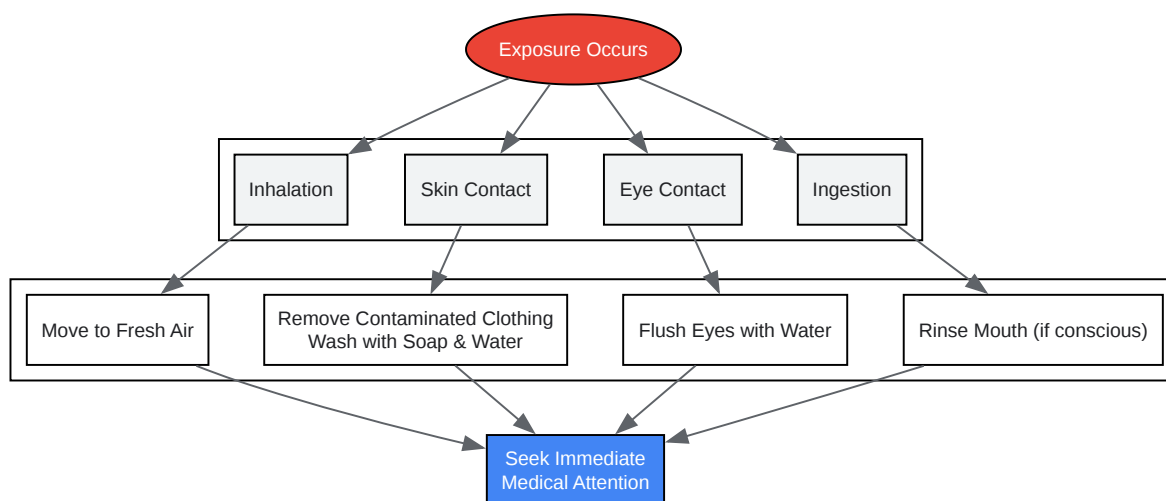 Exposure Occurs
Inhalation
Skin Contact
Eye Contact
Ingestion
Move to Fresh Air
Remove Contaminated Clothing
Wash with Soap & Water
Flush Eyes with Water
Rinse Mouth (if conscious)
Seek Immediate
Medical Attention